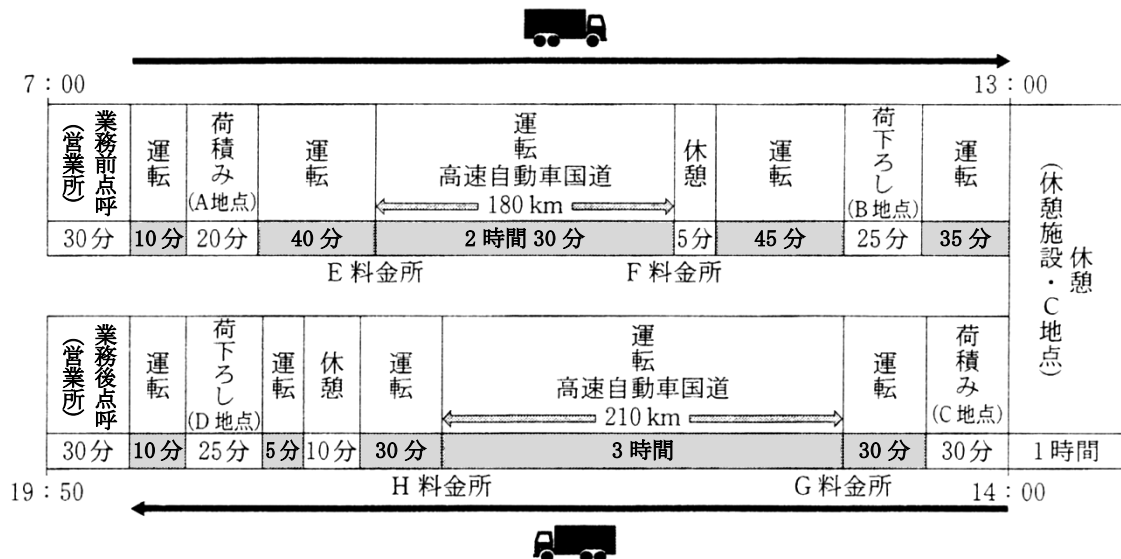 7：00
13：00
業務前点呼
（営業所）
運転
荷積み
（A地点）
運転
運転
高速自動車国道
180 km
休憩
運転
荷下ろし
（B地点）
運転
30分
10分
20分
40分
2時間30分
5分
45分
25分
35分
E料金所
F料金所
休憩
（休憩施設・C地点）
業務後点呼
（営業所）
運転
荷下ろし
（D地点）
運転
休憩
運転
運転
高速自動車国道
210 km
運転
荷積み
（C地点）
30分
10分
25分
5分
10分
30分
3時間
30分
30分
1時間
19：50
H料金所
G料金所
14：00